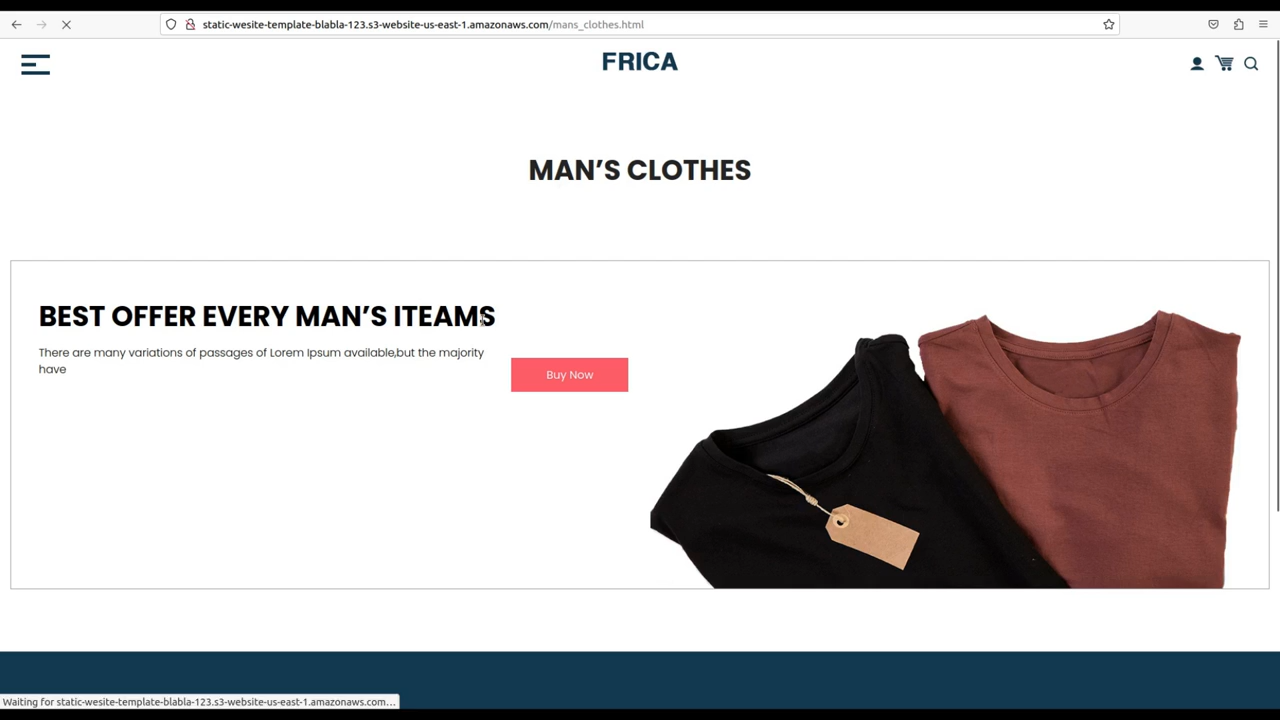 static-wesite-template-blabla-123.s3-website-us-east-1.amazonaws.com/mans_clothes.html
FRICA
MAN’S CLOTHES
BEST OFFER EVERY MAN’S ITEAMS
There are many variations of passages of Lorem Ipsum available,but the majority
have
Buy Now
Waiting for static-wesite-template-blabla-123.s3-website-us-east-1.amazonaws.com...